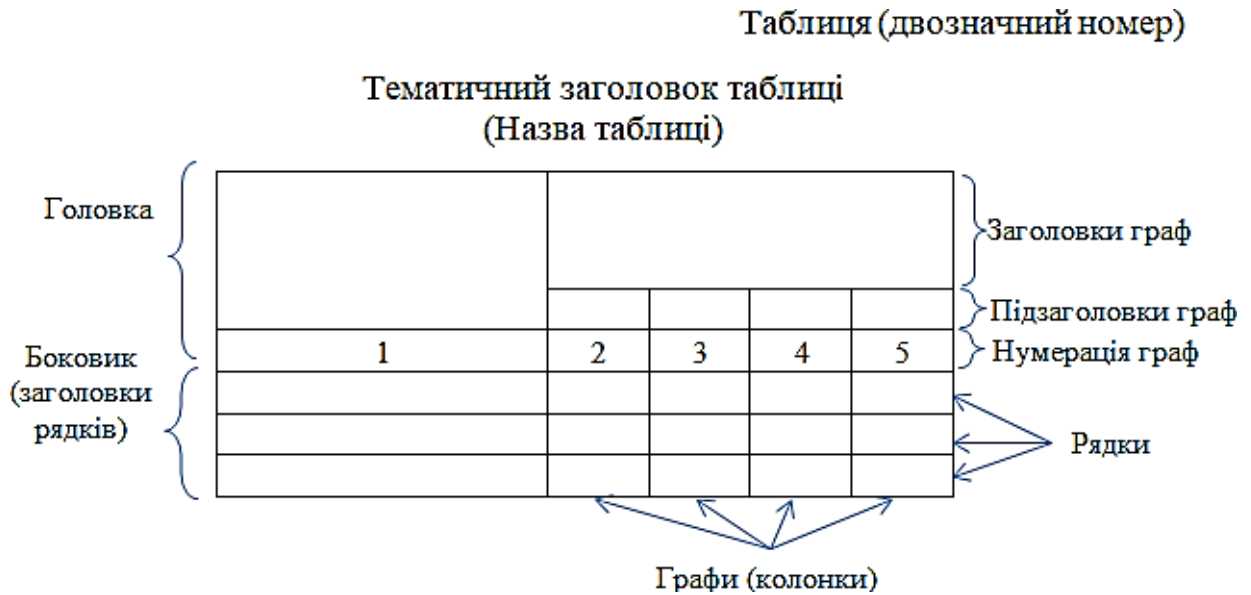 Таблиця (двозначний номер)
Тематичний заголовок таблиці
(Назва таблиці)
Головка
Заголовки граф
Підзаголовки граф
1 2 3 4 5
Нумерація граф
Боковик
(заголовки
рядків)
Рядки
Графи (колонки)